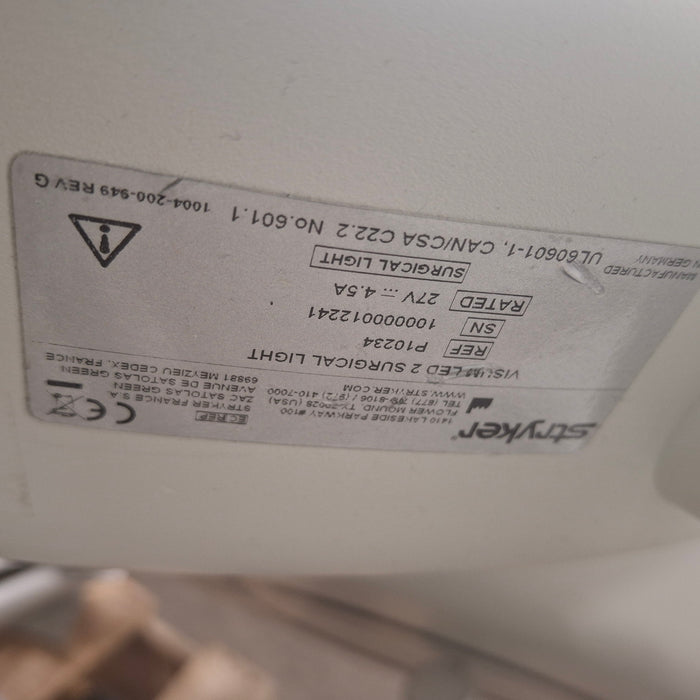 stryker®
1410 LAKESIDE PARKWAY #100
FLOWER MOUND TX 75028 (USA)
TEL (877) / (972) 410-7000
WWW.STRYKER.COM
EC REP
STRYKER FRANCE S.A.
ZAC SATOLAS GREEN
AVENUE DE SATOLAS GREEN
69881 MEYZIEU CEDEX, FRANCE
CE
VISUM LED 2 SURGICAL LIGHT
REF P10234
SN 100000012241
RATED 27V 4.5A
SURGICAL LIGHT
UL60601-1, CAN/CSA C22.2 No.601.1
MANUFACTURED
IN GERMANY
1004-200-949 REV G